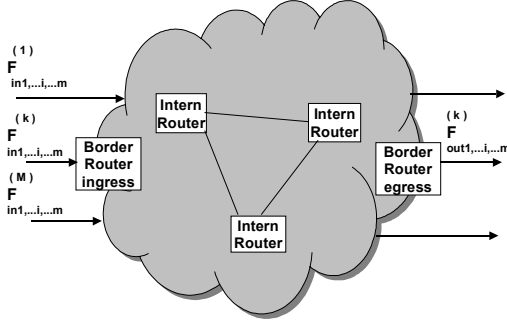 ( 1 )
F
in1,...i,...m
( k )
F
in1,...i,...m
( M )
F
in1,...i,...m
Border
Router
ingress
Intern
Router
Intern
Router
Intern
Router
Border
Router
egress
( k )
F
out1,...i,...m